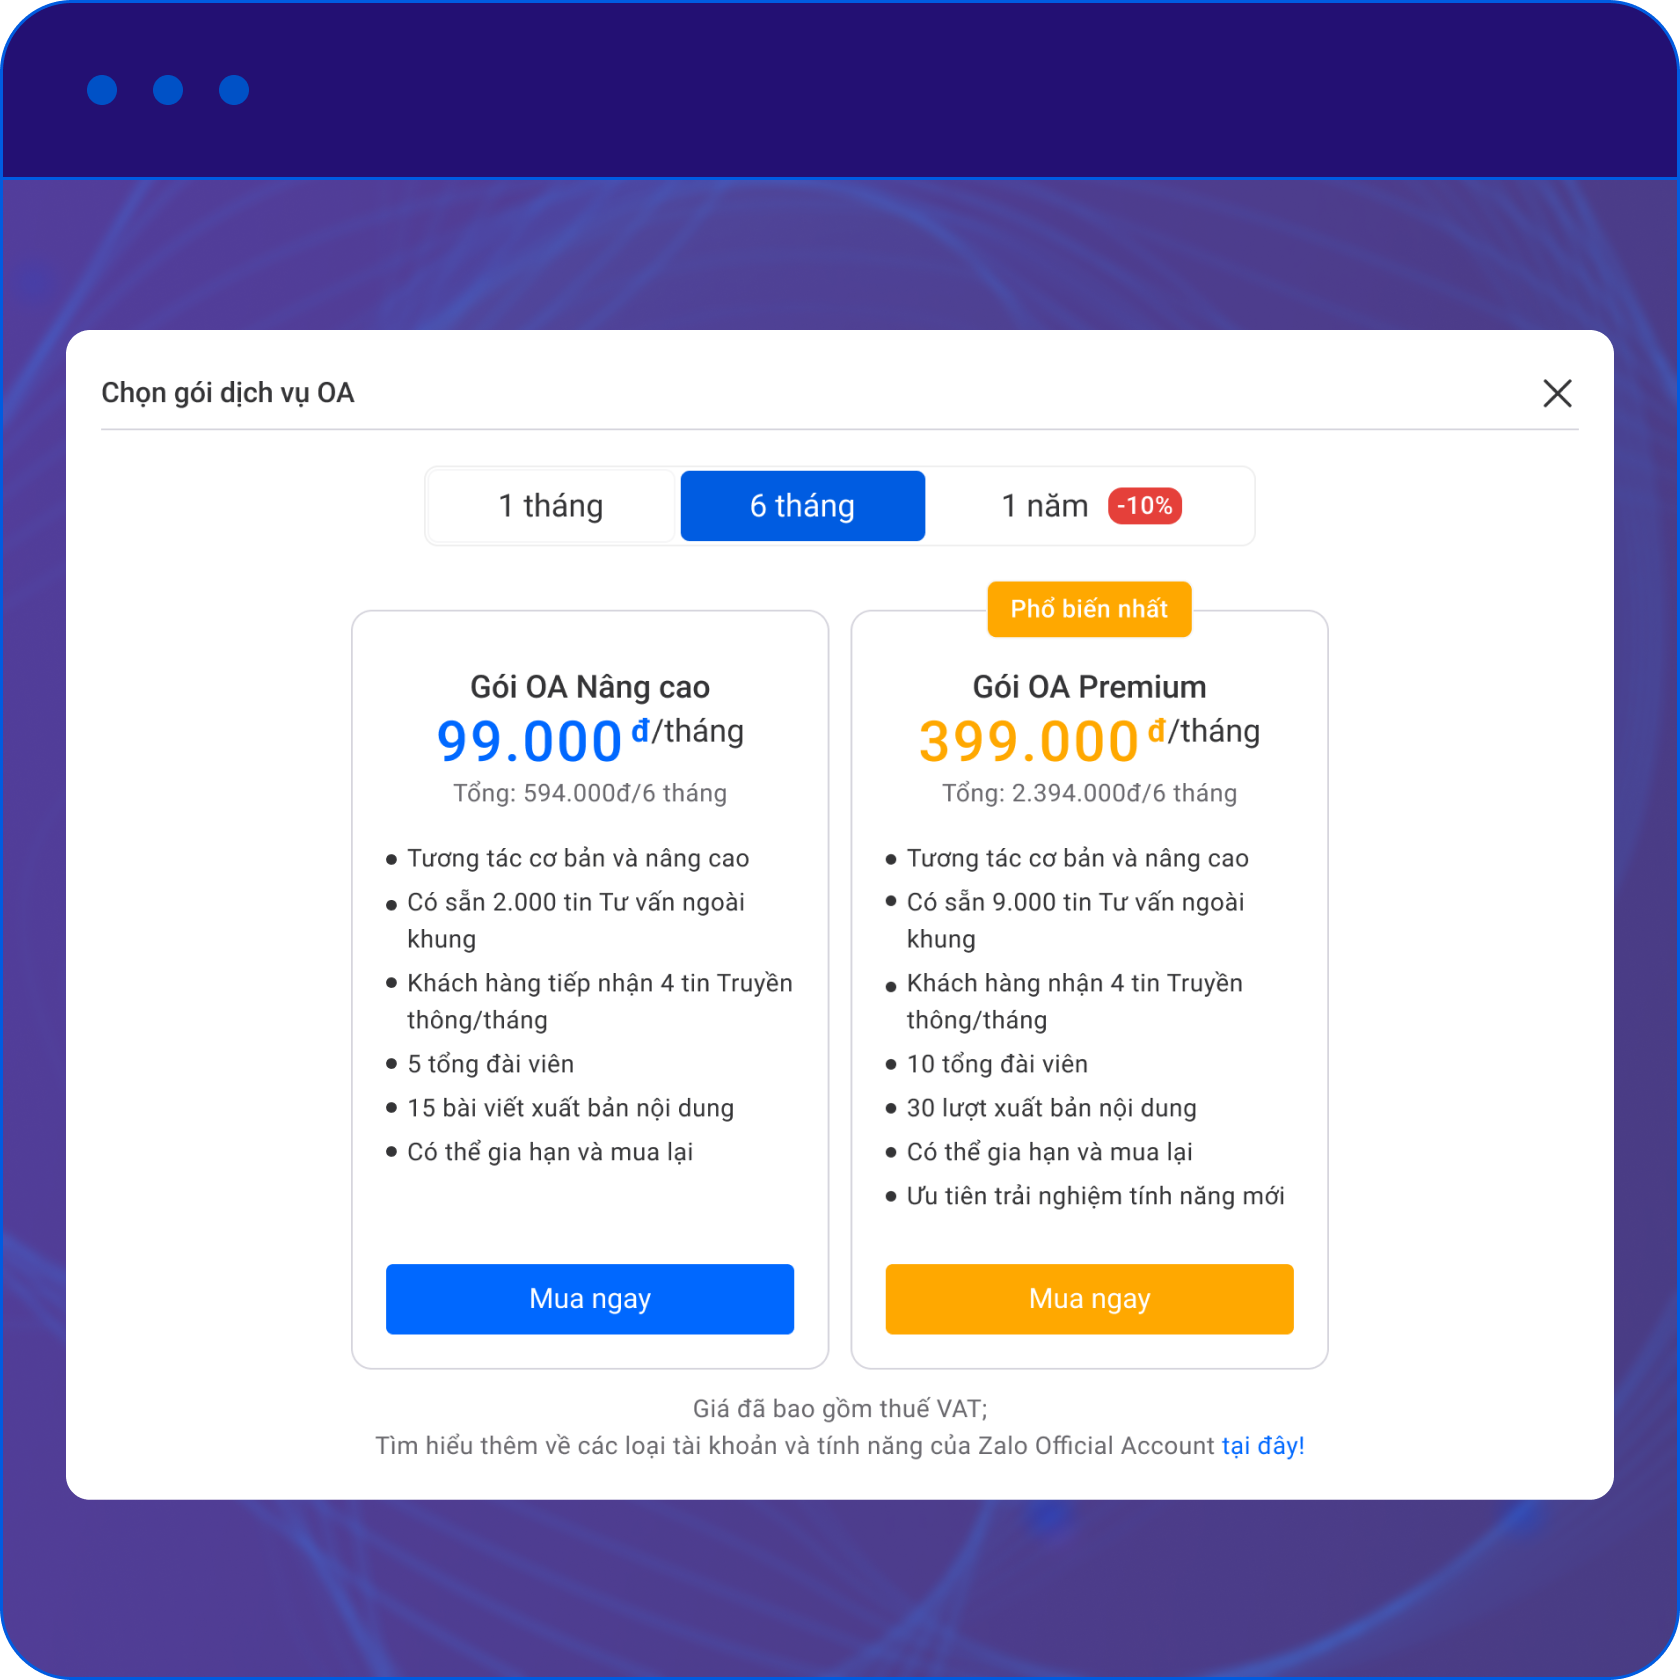 Chọn gói dịch vụ OA
1 tháng
6 tháng
1 năm -10%
Gói OA Nâng cao
99.000 đ/tháng
Tổng: 594.000đ/6 tháng
Tương tác cơ bản và nâng cao
Có sẵn 2.000 tin Tư vấn ngoài
khung
Khách hàng tiếp nhận 4 tin Truyền
thông/tháng
5 tổng đài viên
15 bài viết xuất bản nội dung
Có thể gia hạn và mua lại
Mua ngay
Phổ biến nhất
Gói OA Premium
399.000 đ/tháng
Tổng: 2.394.000đ/6 tháng
Tương tác cơ bản và nâng cao
Có sẵn 9.000 tin Tư vấn ngoài
khung
Khách hàng nhận 4 tin Truyền
thông/tháng
10 tổng đài viên
30 lượt xuất bản nội dung
Có thể gia hạn và mua lại
Ưu tiên trải nghiệm tính năng mới
Mua ngay
Giá đã bao gồm thuế VAT;
Tìm hiểu thêm về các loại tài khoản và tính năng của Zalo Official Account tại đây!